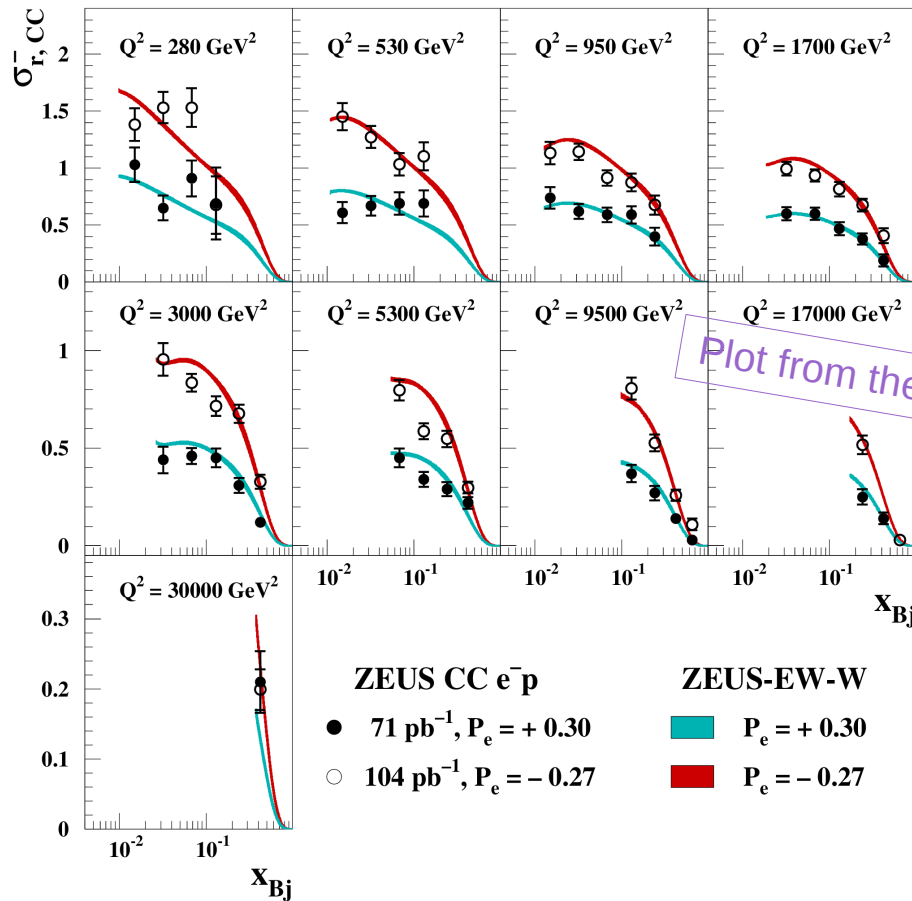 σ⁻r, CC
Q² = 280 GeV²
Q² = 530 GeV²
Q² = 950 GeV²
Q² = 1700 GeV²
2
1.5
1
0.5
0
Q² = 3000 GeV²
Q² = 5300 GeV²
Q² = 9500 GeV²
Q² = 17000 GeV²
Plot from the
1
0.5
0
10⁻² 10⁻¹
10⁻² 10⁻¹
10⁻² 10⁻¹
xBj
Q² = 30000 GeV²
0.3
0.2
0.1
0
10⁻² 10⁻¹
xBj
ZEUS CC e⁻p
71 pb⁻¹, Pe = + 0.30
104 pb⁻¹, Pe = − 0.27
ZEUS-EW-W
Pe = + 0.30
Pe = − 0.27